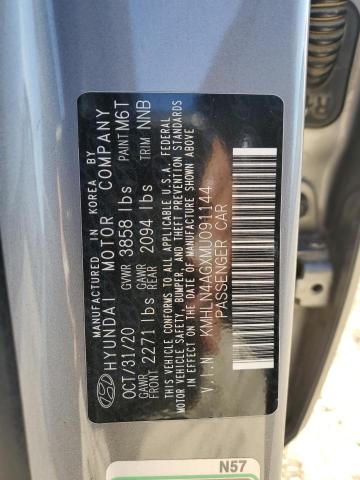 MANUFACTURED IN KOREA BY
HYUNDAI MOTOR COMPANY
OCT/31/20 GVWR 3858 lbs PAINT M6T
GAWR FRONT 2271 lbs GAWR REAR 2094 lbs TRIM NNB
THIS VEHICLE CONFORMS TO ALL APPLICABLE U.S.A. FEDERAL
MOTOR VEHICLE SAFETY, BUMPER, AND THEFT PREVENTION STANDARDS
IN EFFECT ON THE DATE OF MANUFACTURE SHOWN ABOVE
V.I.N KMHLN4AGXMU091144
PASSENGER CAR
N57